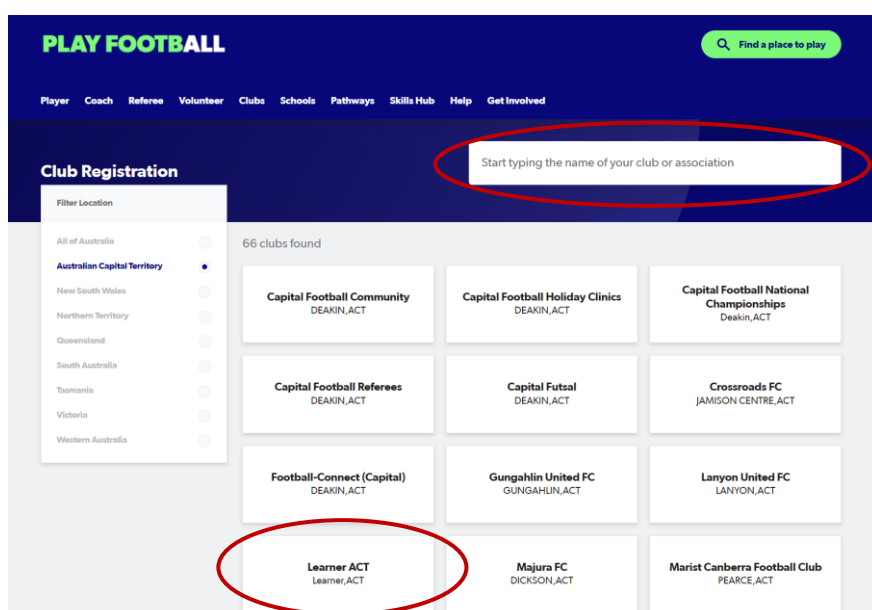 PLAY FOOTBALL
Find a place to play
Player Coach Referee Volunteer Clubs Schools Pathways Skills Hub Help Get Involved
Club Registration
Start typing the name of your club or association
Filter Location
All of Australia
Australian Capital Territory
New South Wales
Northern Territory
Queensland
South Australia
Tasmania
Victoria
Western Australia
66 clubs found
Capital Football Community
DEAKIN,ACT
Capital Football Holiday Clinics
DEAKIN,ACT
Capital Football National
Championships
Deakin,ACT
Capital Football Referees
DEAKIN,ACT
Capital Futsal
DEAKIN,ACT
Crossroads FC
JAMISON CENTRE,ACT
Football-Connect (Capital)
DEAKIN,ACT
Gungahlin United FC
GUNGAHLIN,ACT
Lanyon United FC
LANYON,ACT
Learner ACT
Learner,ACT
Majura FC
DICKSON,ACT
Marist Canberra Football Club
PEARCE,ACT